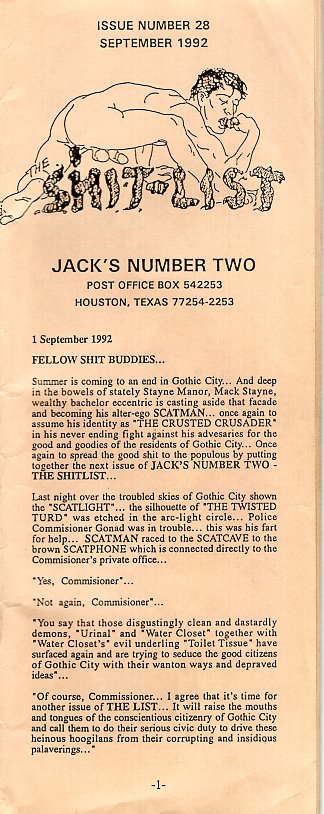 ISSUE NUMBER 28
SEPTEMBER 1992
THE
SHIT-LIST
JACK'S NUMBER TWO
POST OFFICE BOX 542253
HOUSTON, TEXAS 77254-2253
1 September 1992
FELLOW SHIT BUDDIES...
Summer is coming to an end in Gothic City... And deep
in the bowels of stately Stayne Manor, Mack Stayne,
wealthy bachelor eccentric is casting aside that facade
and becoming his alter-ego SCATMAN... once again to
assume his identity as "THE CRUSTED CRUSADER"
in his never ending fight against his advesaries for the
good and goodies of the residents of Gothic City... Once
again to spread the good shit to the populous by putting
together the next issue of JACK'S NUMBER TWO -
THE SHITLIST...
Last night over the troubled skies of Gothic City shown
the "SCATLIGHT"... the silhouette of "THE TWISTED
TURD" was etched in the arc-light circle... Police
Commisioner Gonad was in trouble... this was his fart
for help... SCATMAN raced to the SCATCAVE to the
brown SCATPHONE which is connected directly to the
Commisioner's private office...
"Yes, Commisioner"...
"Not again, Comissioner"...
"You say that those disgustingly clean and dastardly
demons, "Urinal" and "Water Closet" together with
"Water Closet's" evil underling "Toilet Tissue" have
surfaced again and are trying to seduce the good citizens
of Gothic City with their wanton ways and depraved
ideas"...
"Of course, Commissioner... I agree that it's time for
another issue of THE LIST... It will raise the mouths
and tongues of the conscientious citizenry of Gothic City
and call them to do their serious civic duty to drive these
heinous hoogilans from their corrupting and insidious
palaverings..."
-1-